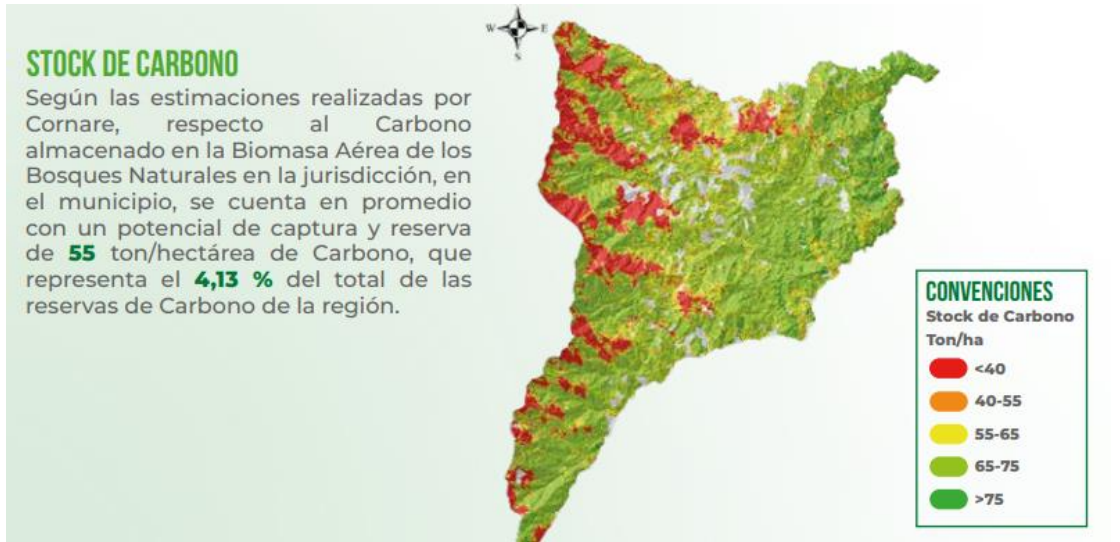 W E
S
STOCK DE CARBONO
Según las estimaciones realizadas por
Cornare, respecto al Carbono
almacenado en la Biomasa Aérea de los
Bosques Naturales en la jurisdicción, en
el municipio, se cuenta en promedio
con un potencial de captura y reserva
de 55 ton/hectárea de Carbono, que
representa el 4,13 % del total de las
reservas de Carbono de la región.
CONVENCIONES
Stock de Carbono
Ton/ha
<40
40-55
55-65
65-75
>75